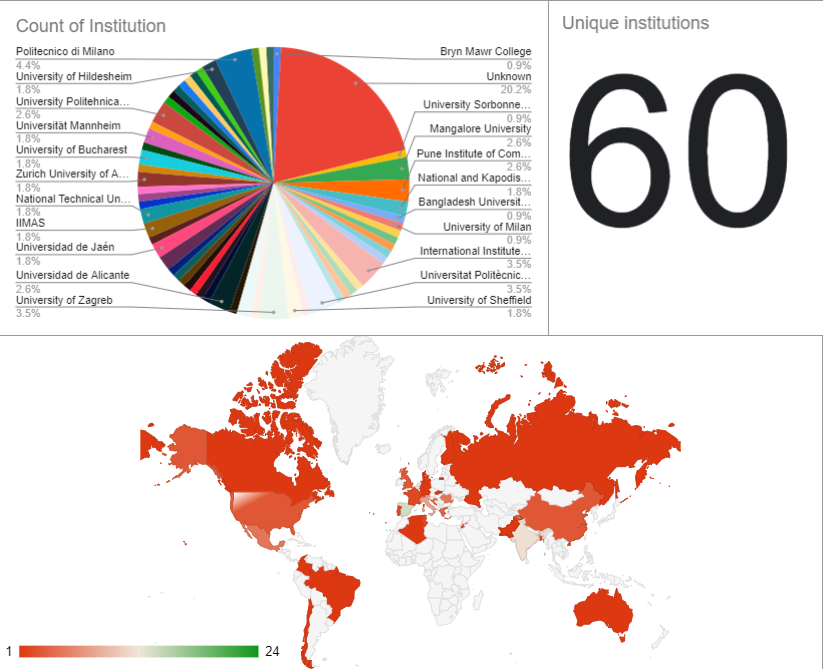 Count of Institution
Unique institutions
60
Politecnico di Milano
4.4%
University of Hildesheim
1.8%
University Politehnica…
2.6%
Universität Mannheim
1.8%
University of Bucharest
1.8%
Zurich University of A…
1.8%
National Technical Un…
1.8%
IIMAS
1.8%
Universidad de Jaén
1.8%
Universidad de Alicante
2.6%
University of Zagreb
3.5%
Bryn Mawr College
0.9%
Unknown
20.2%
University Sorbonne…
0.9%
Mangalore University
2.6%
Pune Institute of Com…
2.6%
National and Kapodis…
1.8%
Bangladesh Universit…
0.9%
University of Milan
0.9%
International Institute…
3.5%
Universitat Politècnic…
3.5%
University of Sheffield
1.8%
1
24